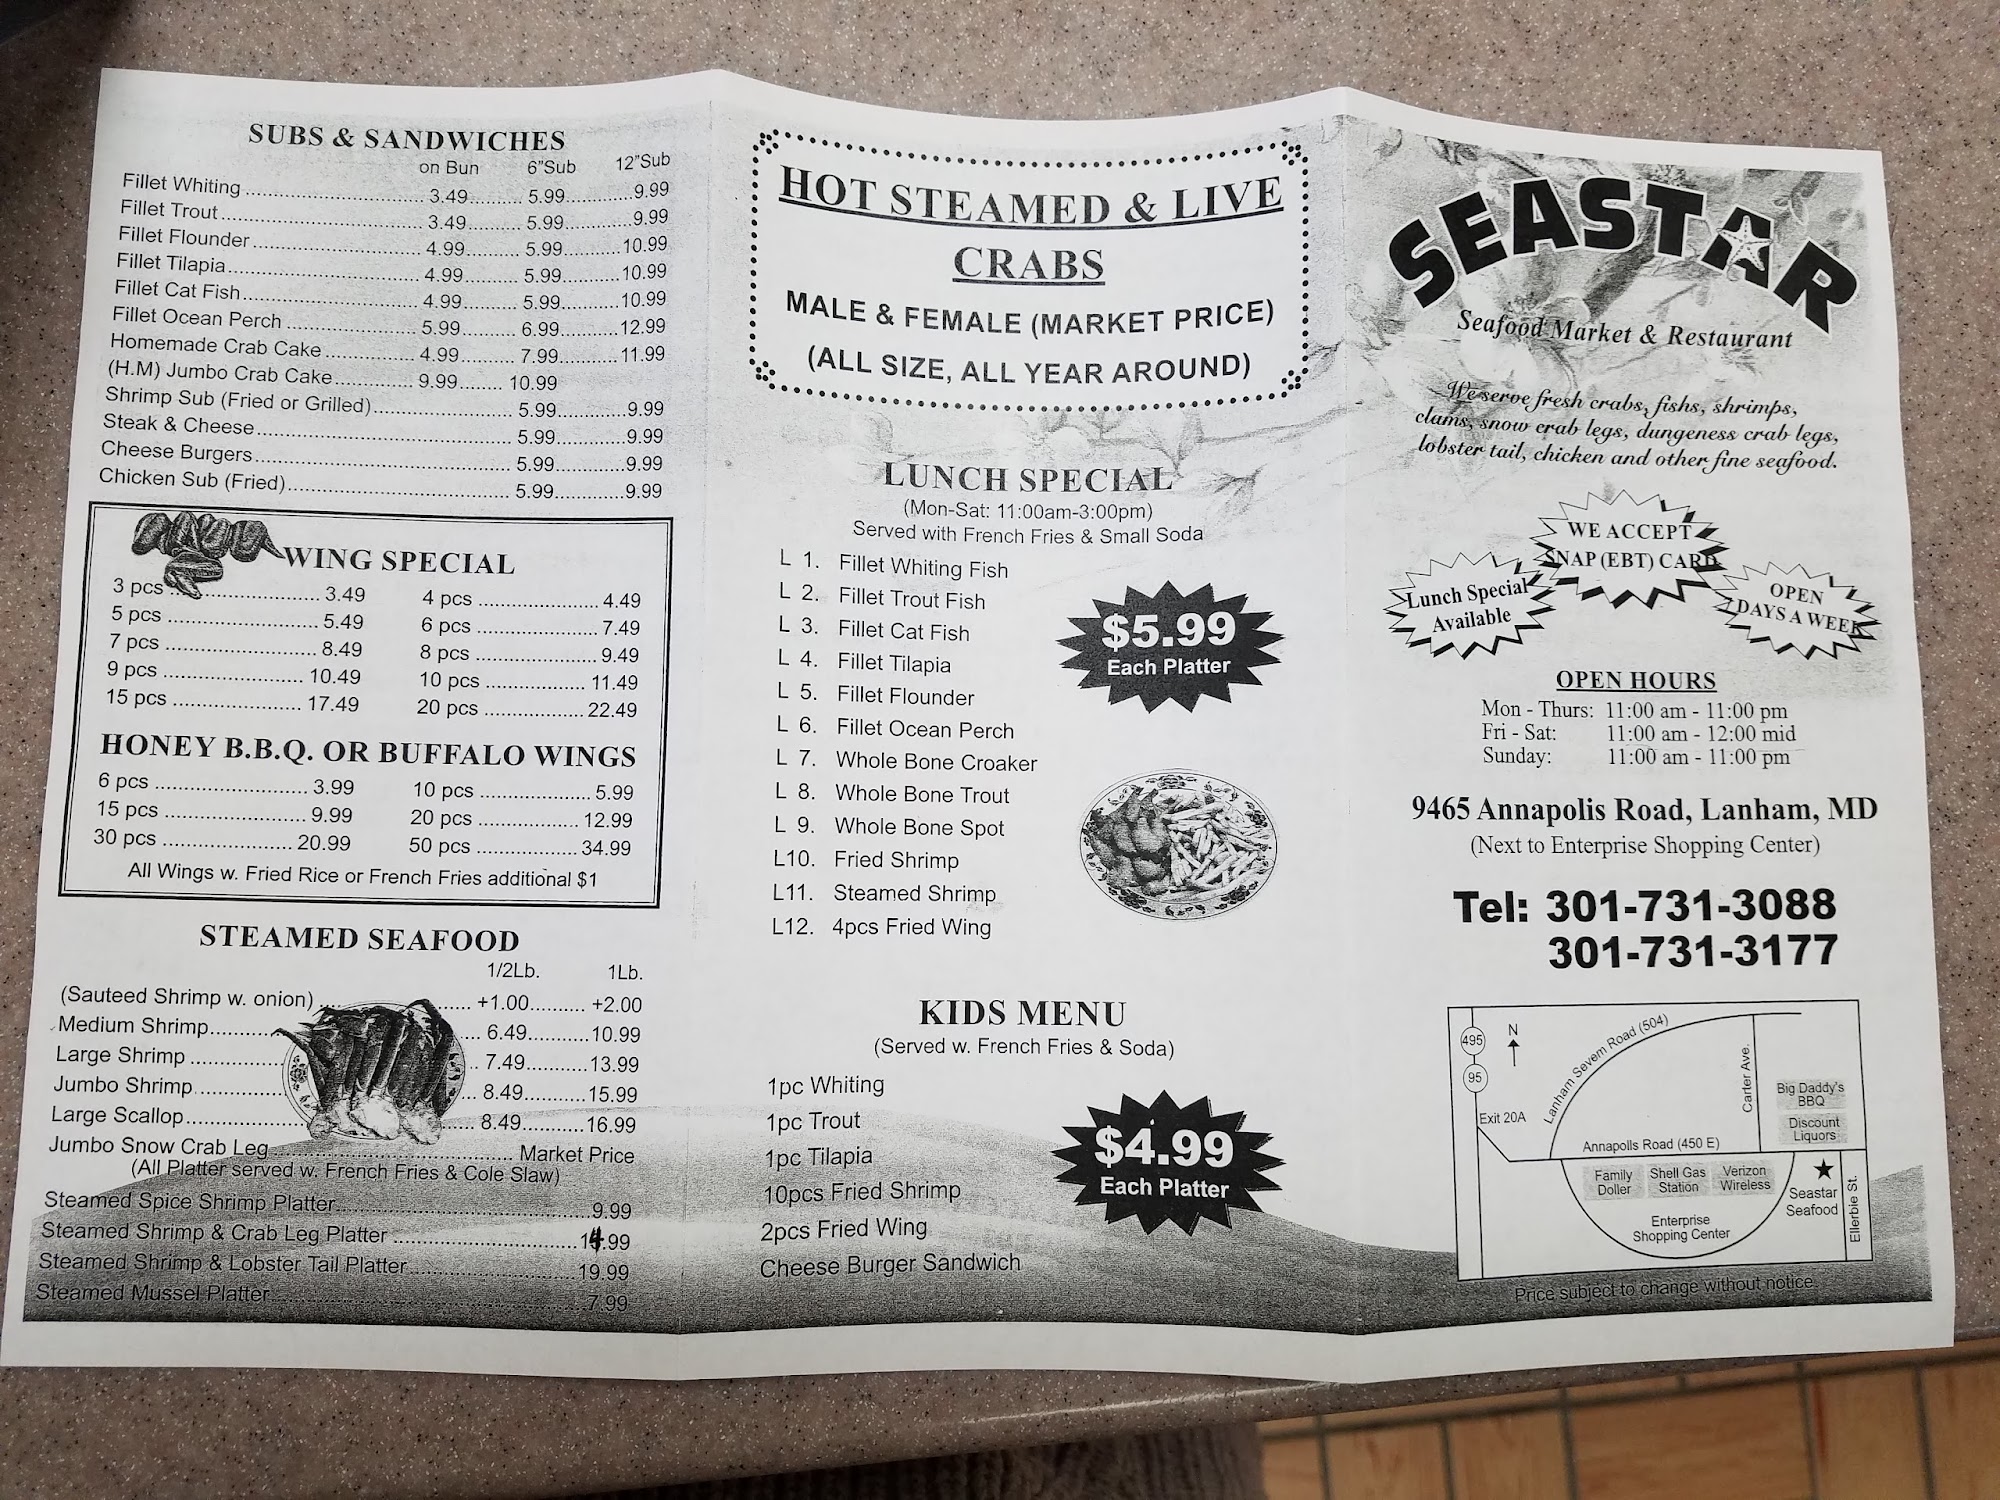 SUBS & SANDWICHES
on Bun 6"Sub 12"Sub
Fillet Whiting 3.49 5.99 9.99
Fillet Trout 3.49 5.99 9.99
Fillet Flounder 4.99 5.99 10.99
Fillet Tilapia 4.99 5.99 10.99
Fillet Cat Fish 4.99 5.99 10.99
Fillet Ocean Perch 5.99 6.99 12.99
Homemade Crab Cake 4.99 7.99 11.99
(H.M) Jumbo Crab Cake 9.99 10.99
Shrimp Sub (Fried or Grilled) 5.99 9.99
Steak & Cheese 5.99 9.99
Cheese Burgers 5.99 9.99
Chicken Sub (Fried) 5.99 9.99
WING SPECIAL
3 pcs 3.49 4 pcs 4.49
5 pcs 5.49 6 pcs 7.49
7 pcs 8.49 8 pcs 9.49
9 pcs 10.49 10 pcs 11.49
15 pcs 17.49 20 pcs 22.49
HONEY B.B.Q. OR BUFFALO WINGS
6 pcs 3.99 10 pcs 5.99
15 pcs 9.99 20 pcs 12.99
30 pcs 20.99 50 pcs 34.99
All Wings w. Fried Rice or French Fries additional $1
STEAMED SEAFOOD
1/2Lb. 1Lb.
(Sauteed Shrimp w. onion) +1.00 +2.00
Medium Shrimp 6.49 10.99
Large Shrimp 7.49 13.99
Jumbo Shrimp 8.49 15.99
Large Scallop 8.49 16.99
Jumbo Snow Crab Leg Market Price
(All Platter served w. French Fries & Cole Slaw)
Steamed Spice Shrimp Platter 9.99
Steamed Shrimp & Crab Leg Platter 14.99
Steamed Shrimp & Lobster Tail Platter 19.99
Steamed Mussel Platter 7.99
HOT STEAMED & LIVE
CRABS
MALE & FEMALE (MARKET PRICE)
(ALL SIZE, ALL YEAR AROUND)
LUNCH SPECIAL
(Mon-Sat: 11:00am-3:00pm)
Served with French Fries & Small Soda
L 1. Fillet Whiting Fish
L 2. Fillet Trout Fish
L 3. Fillet Cat Fish
L 4. Fillet Tilapia
L 5. Fillet Flounder
L 6. Fillet Ocean Perch
L 7. Whole Bone Croaker
L 8. Whole Bone Trout
L 9. Whole Bone Spot
L10. Fried Shrimp
L11. Steamed Shrimp
L12. 4pcs Fried Wing
$5.99
Each Platter
KIDS MENU
(Served w. French Fries & Soda)
1pc Whiting
1pc Trout
1pc Tilapia
10pcs Fried Shrimp
2pcs Fried Wing
Cheese Burger Sandwich
$4.99
Each Platter
SEASTAR
Seafood Market & Restaurant
We serve fresh crabs, fishs, shrimps,
clams, snow crab legs, dungeness crab legs,
lobster tail, chicken and other fine seafood.
WE ACCEPT
SNAP (EBT) CARD
Lunch Special
Available
OPEN
7 DAYS A WEEK
OPEN HOURS
Mon - Thurs: 11:00 am - 11:00 pm
Fri - Sat: 11:00 am - 12:00 mid
Sunday: 11:00 am - 11:00 pm
9465 Annapolis Road, Lanham, MD
(Next to Enterprise Shopping Center)
Tel: 301-731-3088
301-731-3177
495
95
N
Exit 20A
Lanham Severn Road (504)
Carter Ave.
Big Daddy's
BBQ
Discount
Liquors
Annapolls Road (450 E)
Family
Doller
Shell Gas
Station
Verizon
Wireless
Enterprise
Shopping Center
Seastar
Seafood
Ellerbie St.
Price subject to change without notice